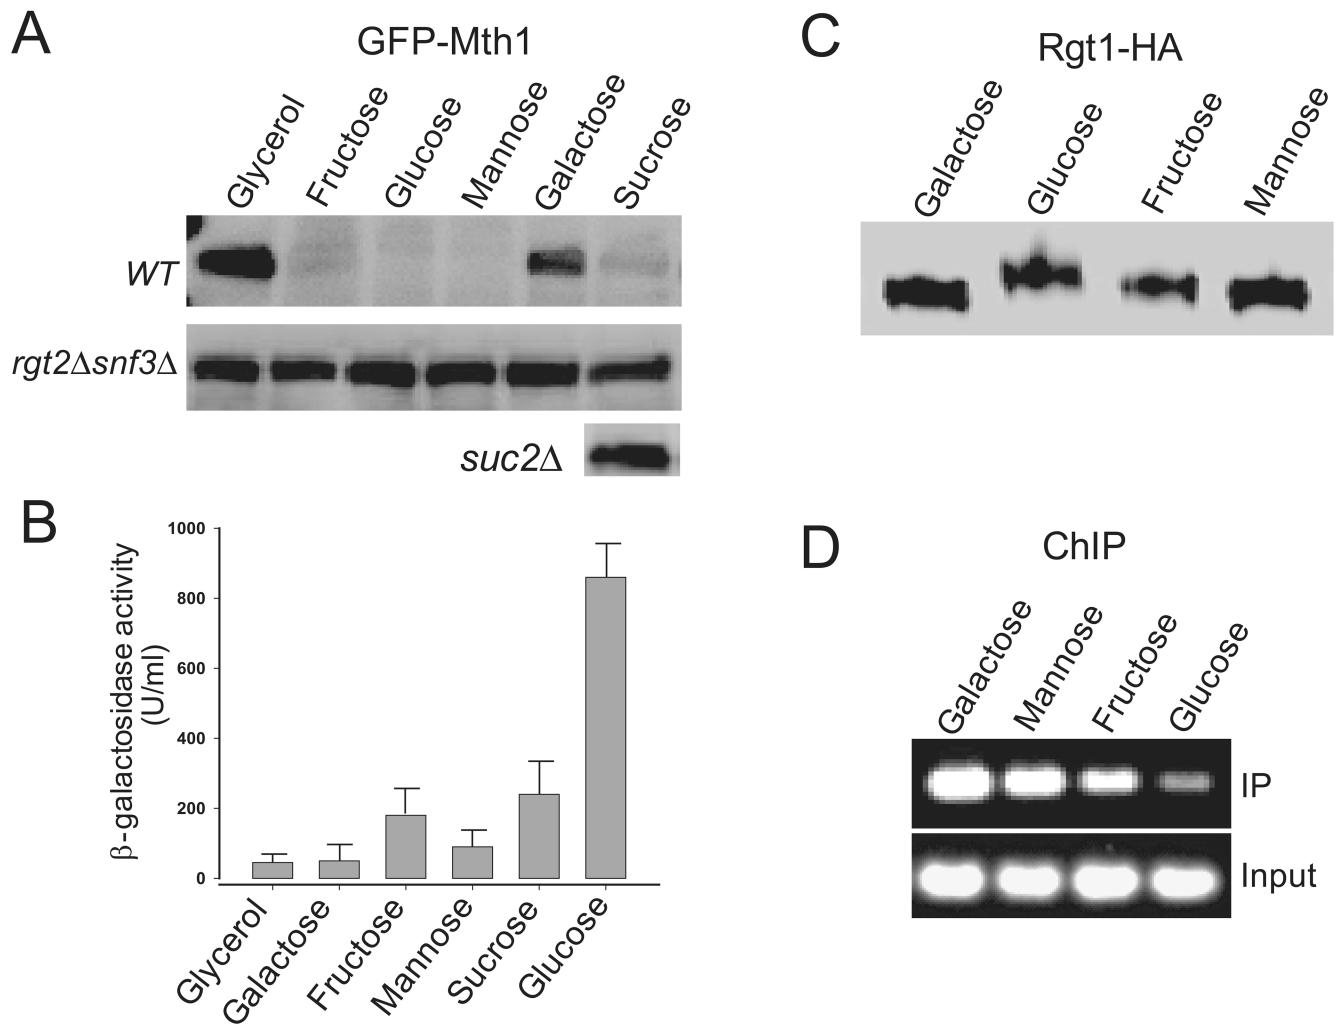 A
GFP-Mth1
Glycerol
Fructose
Glucose
Mannose
Galactose
Sucrose
WT
rgt2Δsnf3Δ
suc2Δ
B
β-galactosidase activity
(U/ml)
1000
800
600
400
200
0
Glycerol
Galactose
Fructose
Mannose
Sucrose
Glucose
C
Rgt1-HA
Galactose
Glucose
Fructose
Mannose
D
ChIP
Galactose
Mannose
Fructose
Glucose
IP
Input